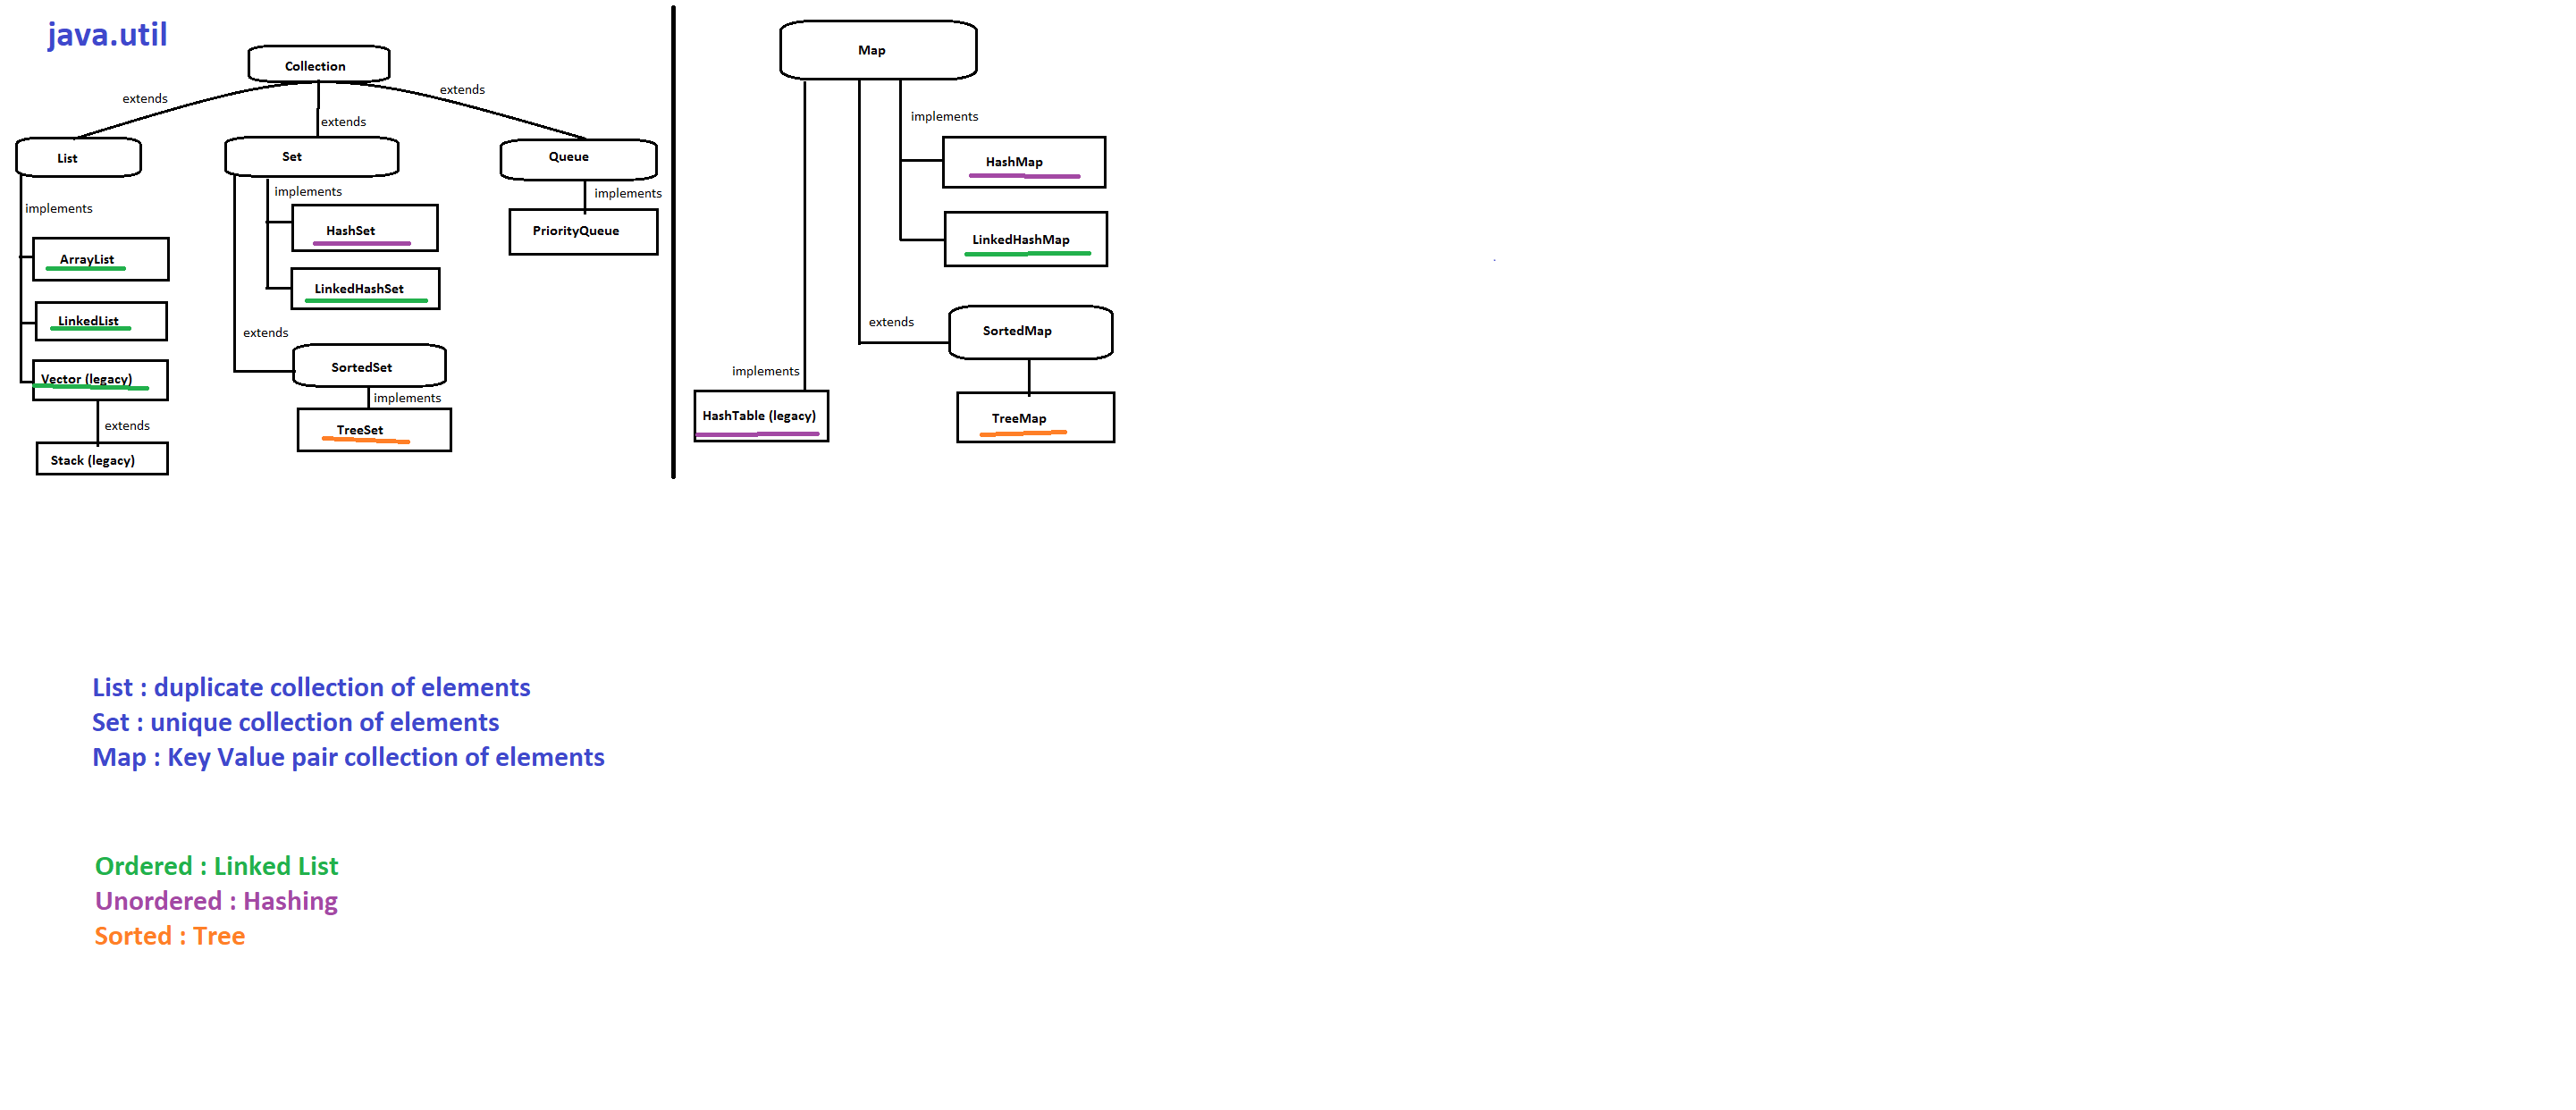 java.util
Collection
extends
extends
extends
List
Set
Queue
implements
implements
implements
ArrayList
HashSet
PriorityQueue
LinkedList
LinkedHashSet
Vector (legacy)
extends
SortedSet
implements
extends
TreeSet
Stack (legacy)
Map
implements
HashMap
LinkedHashMap
extends
SortedMap
implements
HashTable (legacy)
TreeMap
List : duplicate collection of elements
Set : unique collection of elements
Map : Key Value pair collection of elements
Ordered : Linked List
Unordered : Hashing
Sorted : Tree